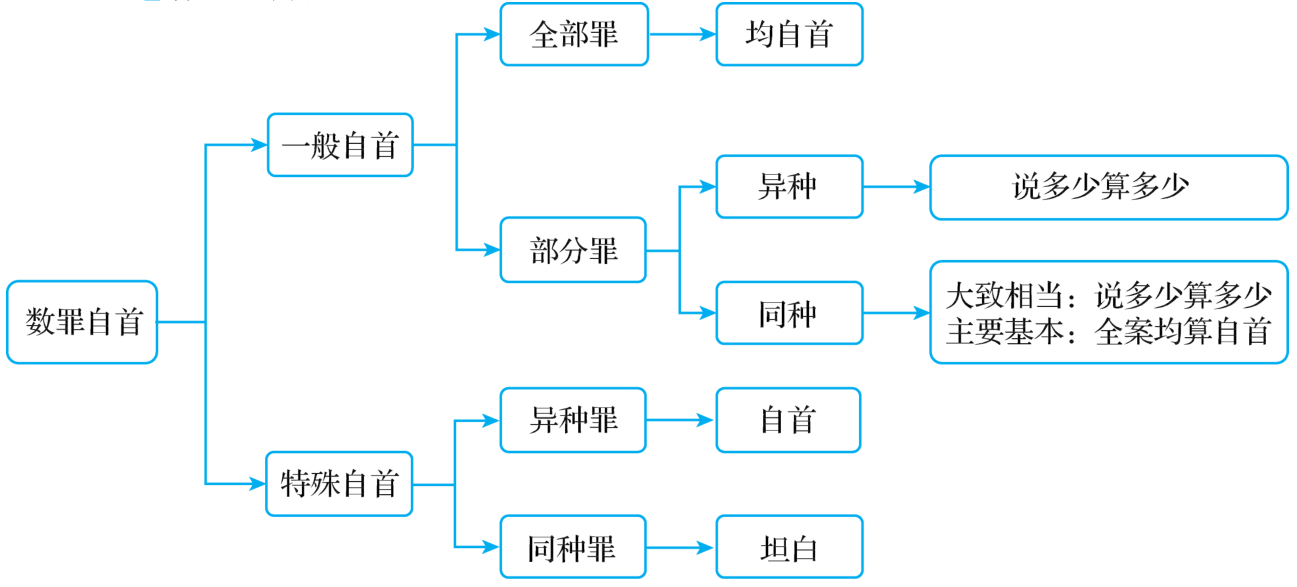 数罪自首
一般自首
全部罪
均自首
部分罪
异种
说多少算多少
同种
大致相当：说多少算多少
主要基本：全案均算自首
特殊自首
异种罪
自首
同种罪
坦白